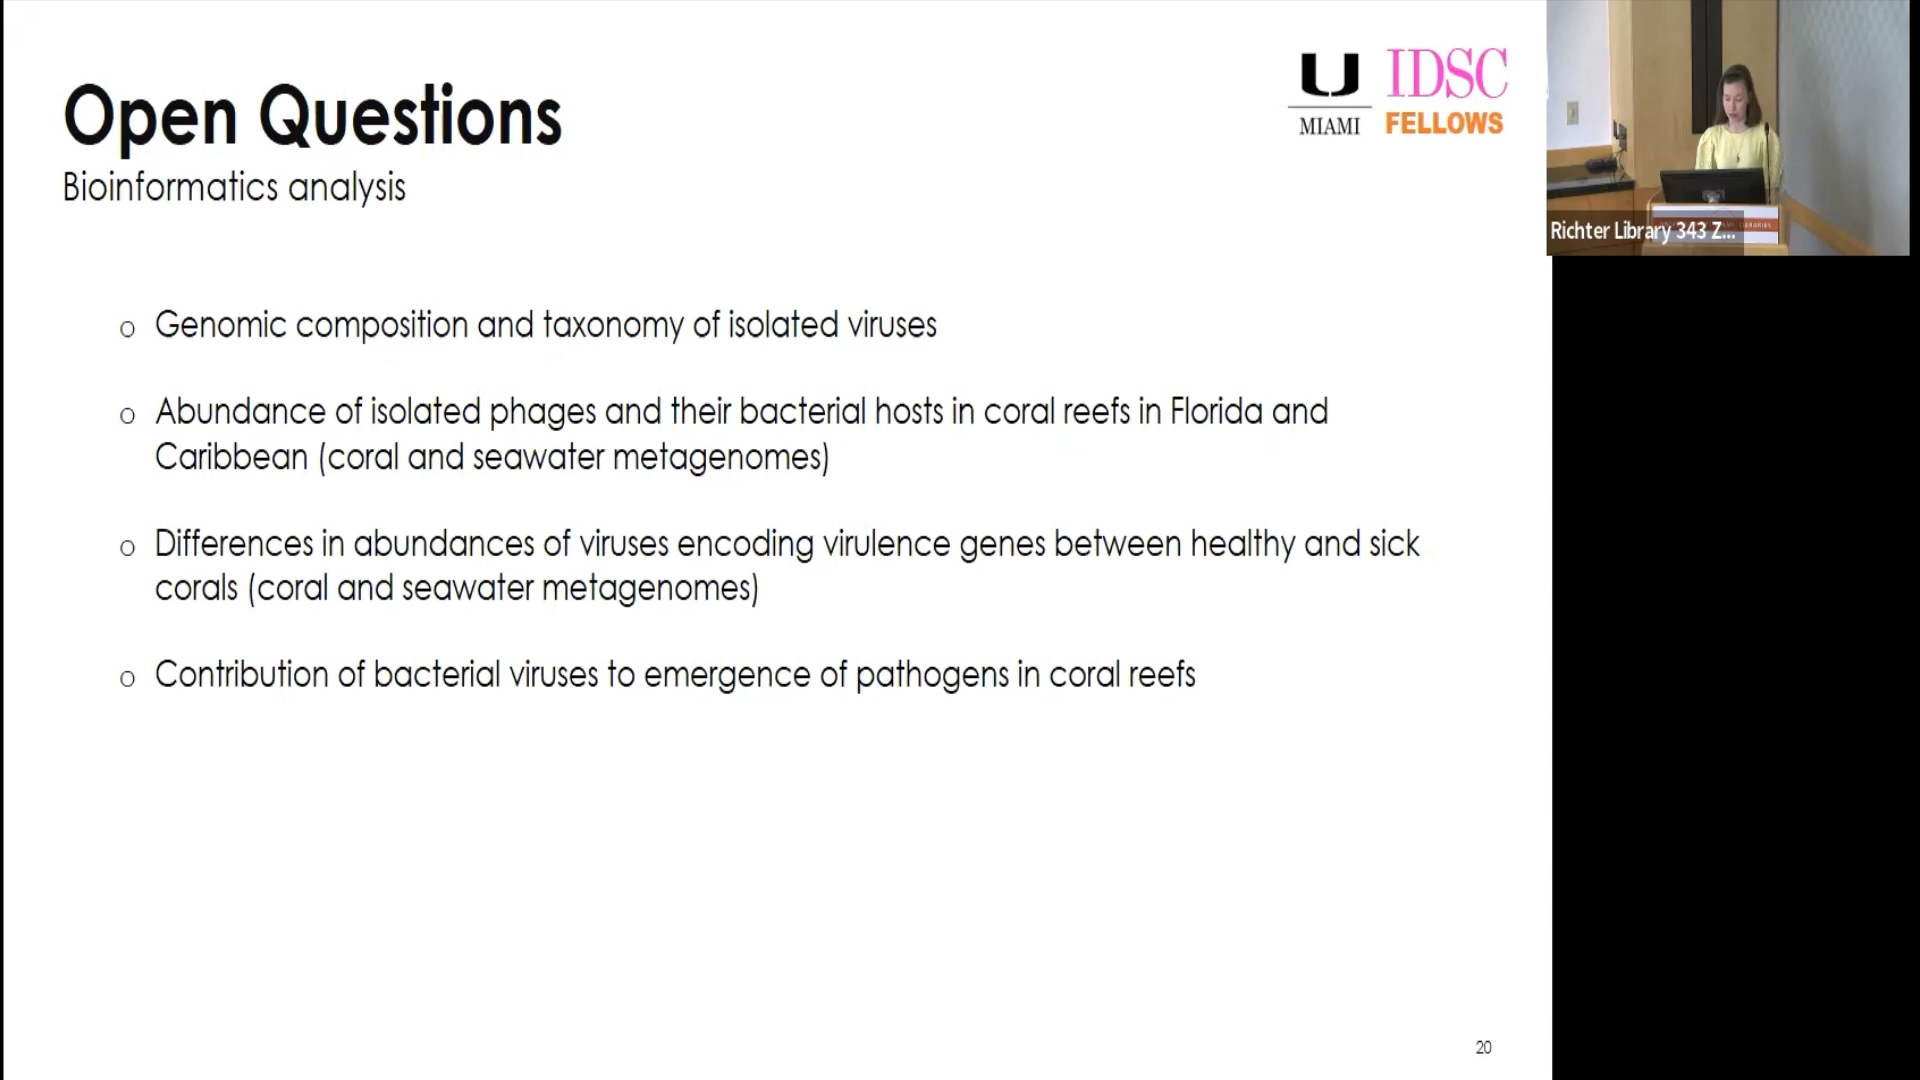 Open Questions
Bioinformatics analysis
U
MIAMI
IDSC
FELLOWS
Richter Library 343 Z...
o Genomic composition and taxonomy of isolated viruses
o Abundance of isolated phages and their bacterial hosts in coral reefs in Florida and
Caribbean (coral and seawater metagenomes)
o Differences in abundances of viruses encoding virulence genes between healthy and sick
corals (coral and seawater metagenomes)
o Contribution of bacterial viruses to emergence of pathogens in coral reefs
20